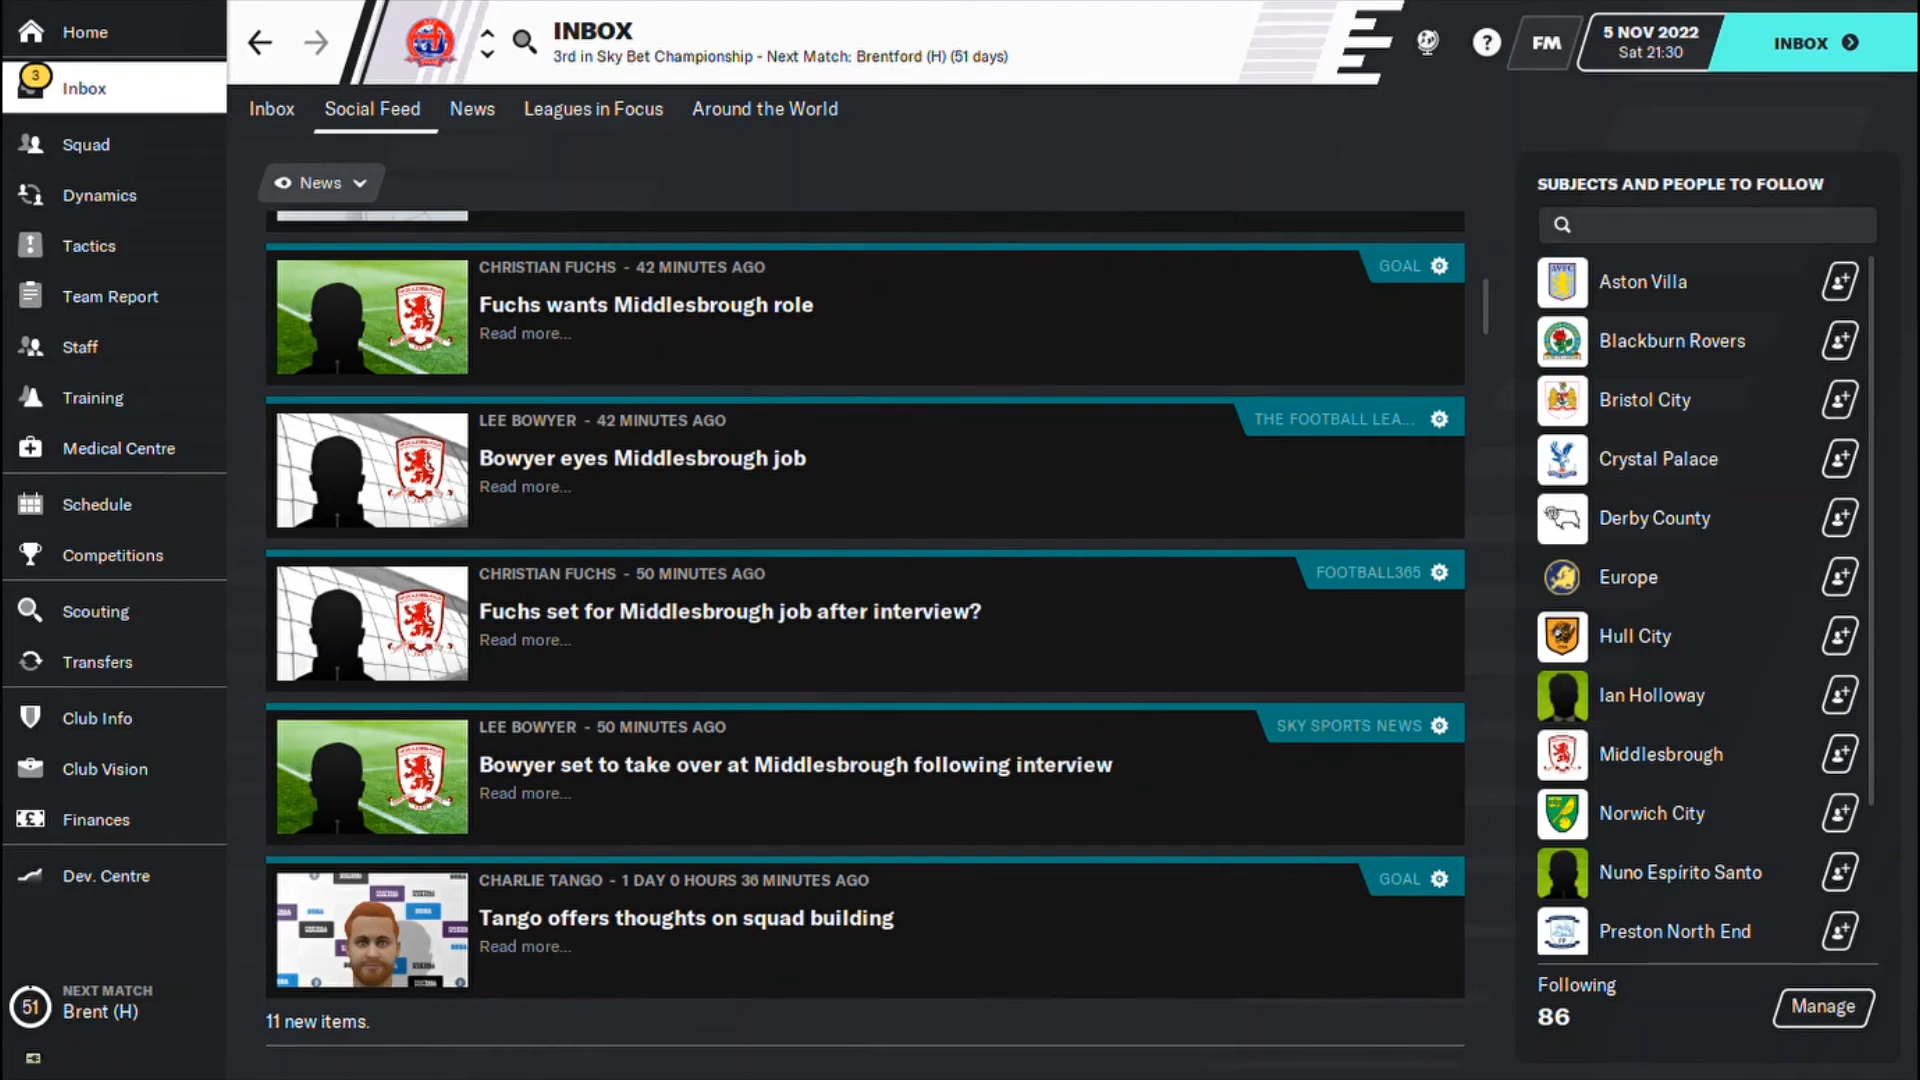 Home
3
Inbox
Squad
Dynamics
Tactics
Team Report
Staff
Training
Medical Centre
Schedule
Competitions
Scouting
Transfers
Club Info
Club Vision
Finances
Dev. Centre
51
NEXT MATCH
Brent (H)
INBOX
3rd in Sky Bet Championship - Next Match: Brentford (H) (51 days)
?
FM
5 NOV 2022
Sat 21:30
INBOX
Inbox
Social Feed
News
Leagues in Focus
Around the World
News
CHRISTIAN FUCHS - 42 MINUTES AGO
GOAL
Fuchs wants Middlesbrough role
Read more...
LEE BOWYER - 42 MINUTES AGO
THE FOOTBALL LEA...
Bowyer eyes Middlesbrough job
Read more...
CHRISTIAN FUCHS - 50 MINUTES AGO
FOOTBALL365
Fuchs set for Middlesbrough job after interview?
Read more...
LEE BOWYER - 50 MINUTES AGO
SKY SPORTS NEWS
Bowyer set to take over at Middlesbrough following interview
Read more...
CHARLIE TANGO - 1 DAY 0 HOURS 36 MINUTES AGO
GOAL
Tango offers thoughts on squad building
Read more...
11 new items.
SUBJECTS AND PEOPLE TO FOLLOW
Aston Villa
Blackburn Rovers
Bristol City
Crystal Palace
Derby County
Europe
Hull City
Ian Holloway
Middlesbrough
Norwich City
Nuno Espírito Santo
Preston North End
Following
86
Manage